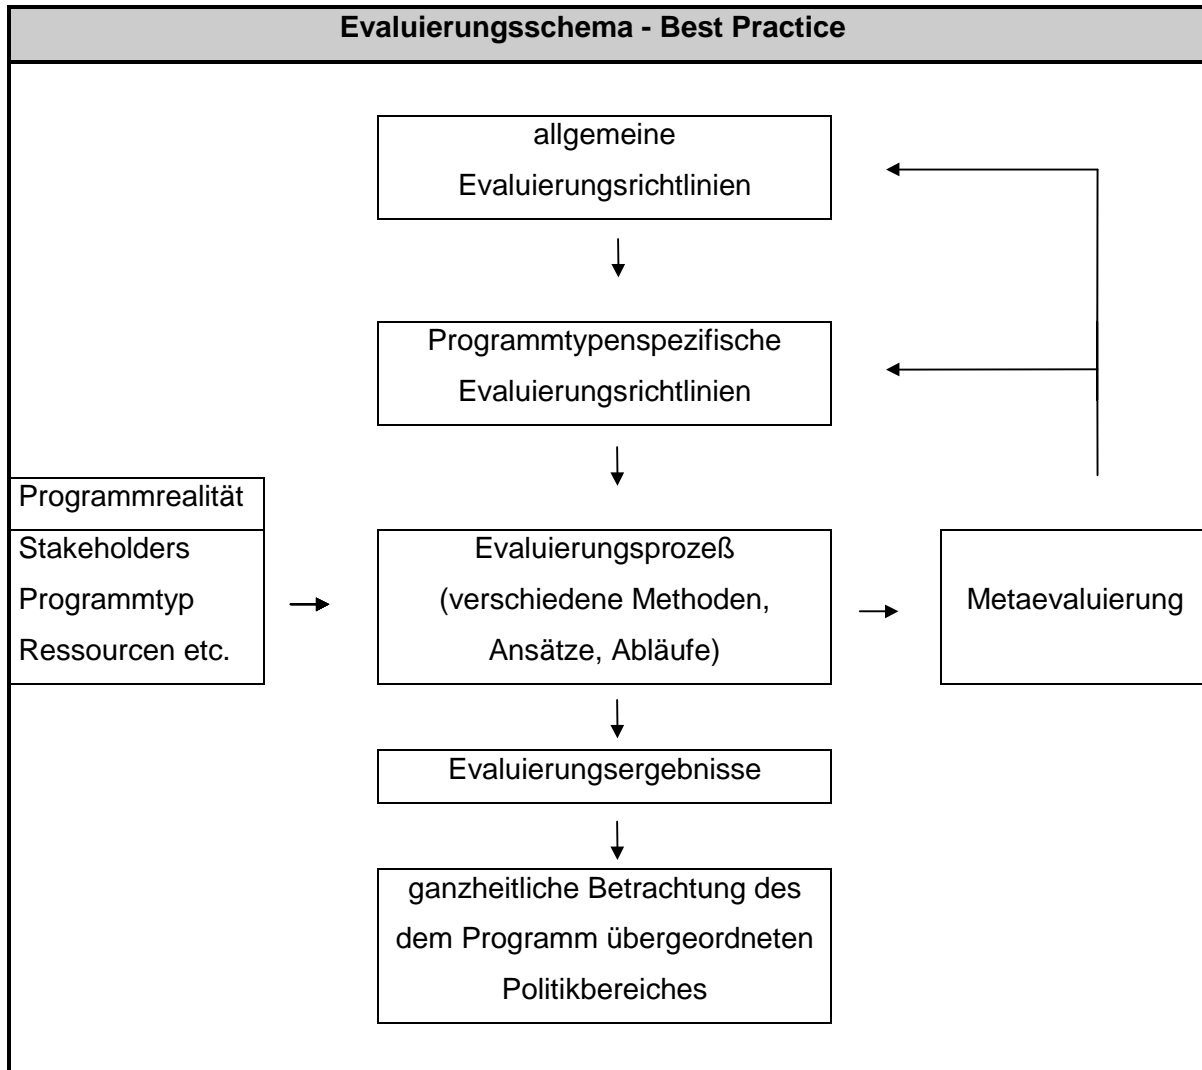 Evaluierungsschema - Best Practice
allgemeine
Evaluierungsrichtlinien
Programmtypenspezifische
Evaluierungsrichtlinien
Programmrealität
Stakeholders
Programmtyp
Ressourcen etc.
Evaluierungsprozeß
(verschiedene Methoden,
Ansätze, Abläufe)
Metaevaluierung
Evaluierungsergebnisse
ganzheitliche Betrachtung des
dem Programm übergeordneten
Politikbereiches